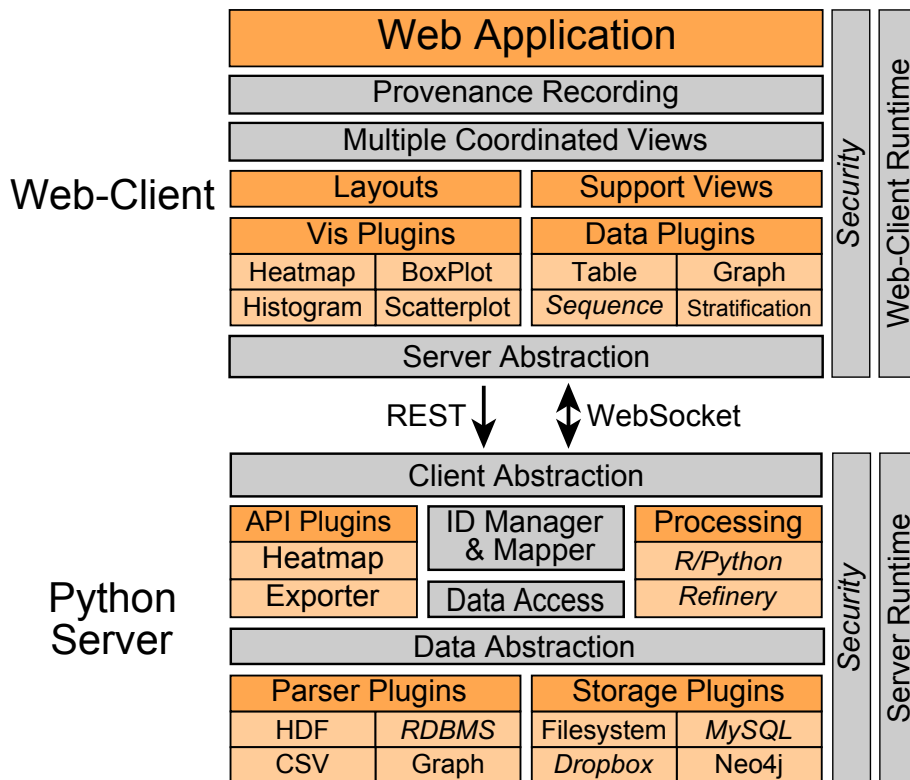 Web Application
Provenance Recording
Multiple Coordinated Views
Web-Client
Layouts
Support Views
Vis Plugins
Data Plugins
Heatmap
BoxPlot
Table
Graph
Histogram
Scatterplot
Sequence
Stratification
Server Abstraction
Security
Web-Client Runtime
REST
WebSocket
Client Abstraction
API Plugins
ID Manager
& Mapper
Processing
Heatmap
R/Python
Exporter
Data Access
Refinery
Python
Server
Data Abstraction
Parser Plugins
Storage Plugins
HDF
RDBMS
Filesystem
MySQL
CSV
Graph
Dropbox
Neo4j
Security
Server Runtime